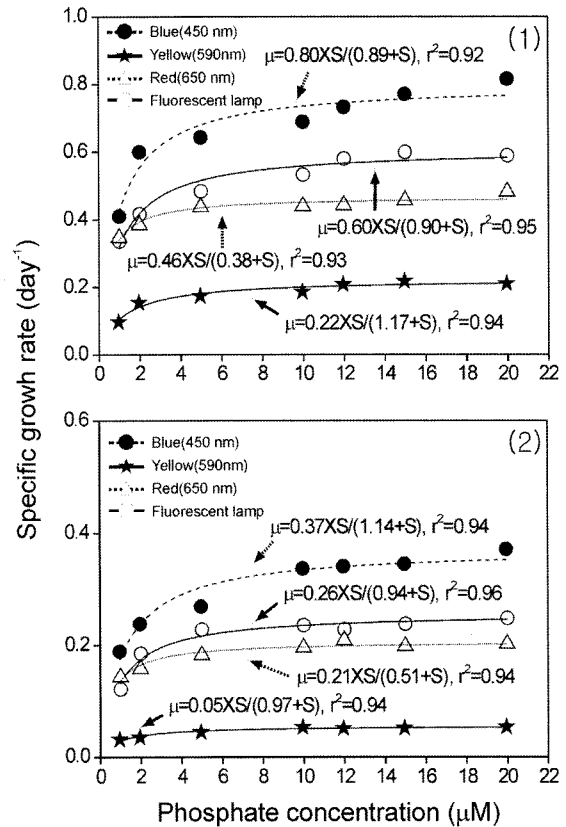 Specific growth rate (day-1)
1.0
0.8
0.6
0.4
0.2
0.0
Blue(450 nm)
Yellow(590nm)
Red(650 nm)
Fluorescent lamp
(1)
μ=0.80XS/(0.89+S), r²=0.92
μ=0.60XS/(0.90+S), r²=0.95
μ=0.46XS/(0.38+S), r²=0.93
μ=0.22XS/(1.17+S), r²=0.94
0 2 4 6 8 10 12 14 16 18 20 22
0.6
0.4
0.2
0.0
Blue(450 nm)
Yellow(590nm)
Red(650 nm)
Fluorescent lamp
(2)
μ=0.37XS/(1.14+S), r²=0.94
μ=0.26XS/(0.94+S), r²=0.96
μ=0.21XS/(0.51+S), r²=0.94
μ=0.05XS/(0.97+S), r²=0.94
0 2 4 6 8 10 12 14 16 18 20 22
Phosphate concentration (μM)